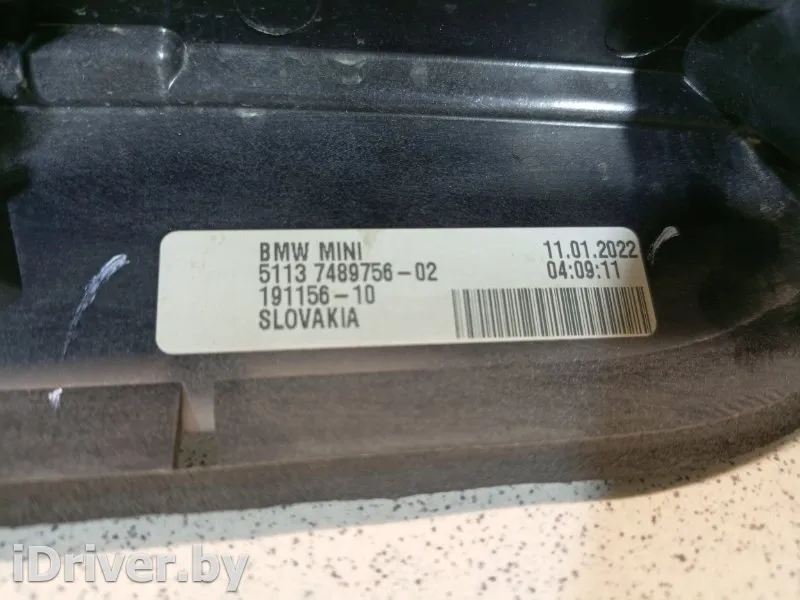 BMW MINI
5113 7489756-02
191156-10
SLOVAKIA
11.01.2022
04:09:11
iDriver.by